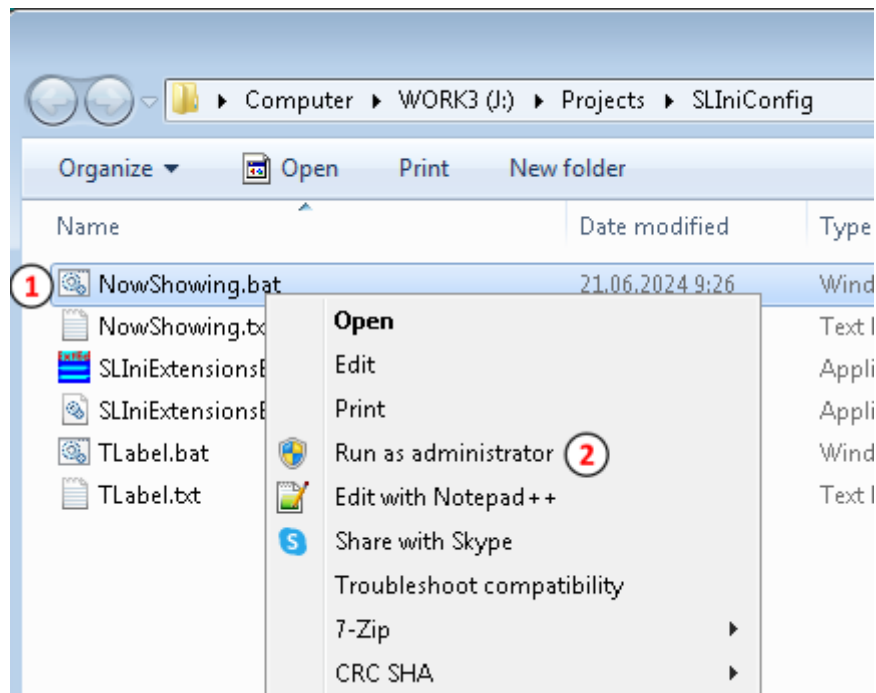 Computer WORK3 (J:) Projects SLIniConfig
Organize Open Print New folder
Name Date modified Type
1 NowShowing.bat 21.06.2024 9:26 Wind
NowShowing.tx Text
Open
SLIniExtensionsE Appli
Edit
SLIniExtensionsE Appli
Print
TLabel.bat Wind
Run as administrator 2
TLabel.txt Text
Edit with Notepad++
Share with Skype
Troubleshoot compatibility
7-Zip
CRC SHA